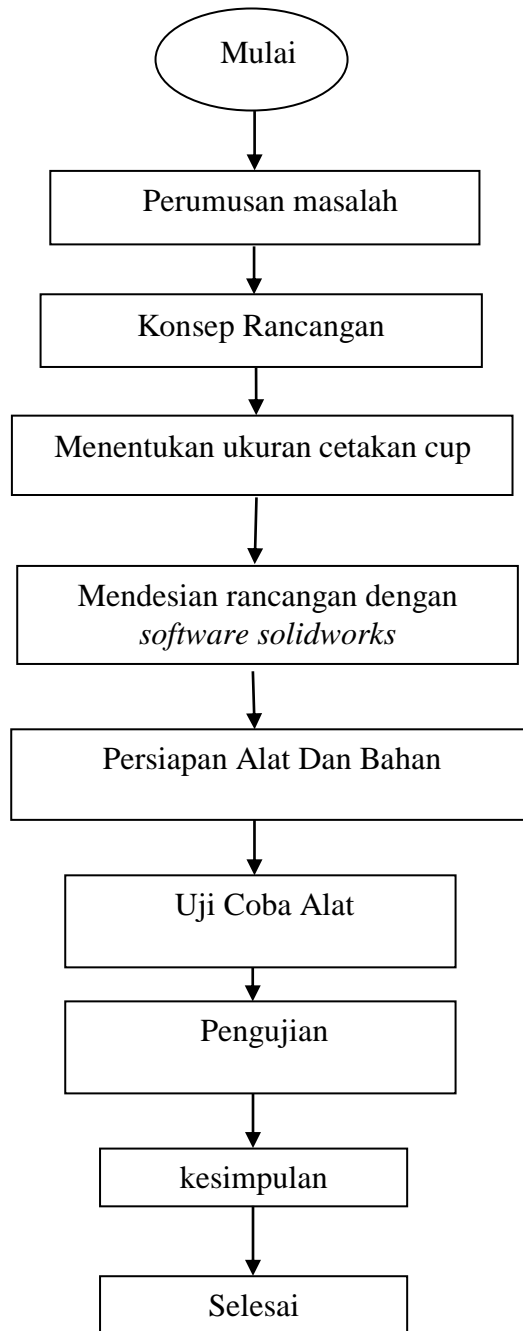 Mulai
Perumusan masalah
Konsep Rancangan
Menentukan ukuran cetakan cup
Mendesian rancangan dengan
software solidworks
Persiapan Alat Dan Bahan
Uji Coba Alat
Pengujian
kesimpulan
Selesai